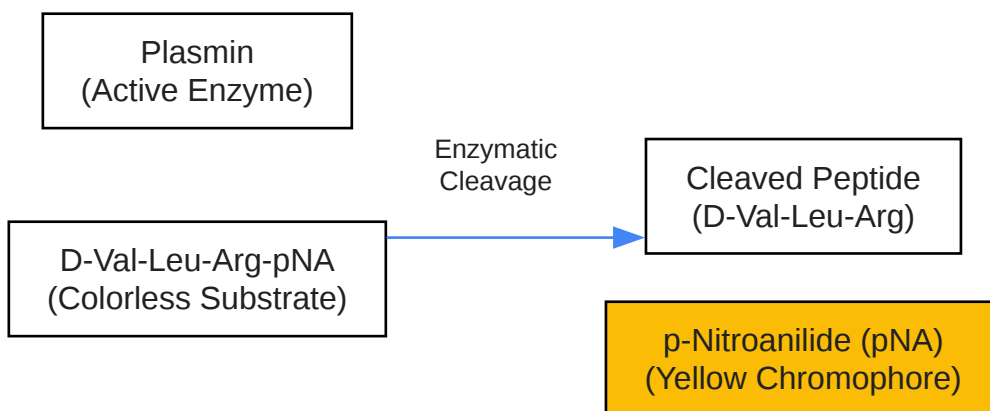 Plasmin
(Active Enzyme)
Enzymatic
Cleavage
D-Val-Leu-Arg-pNA
(Colorless Substrate)
Cleaved Peptide
(D-Val-Leu-Arg)
p-Nitroanilide (pNA)
(Yellow Chromophore)